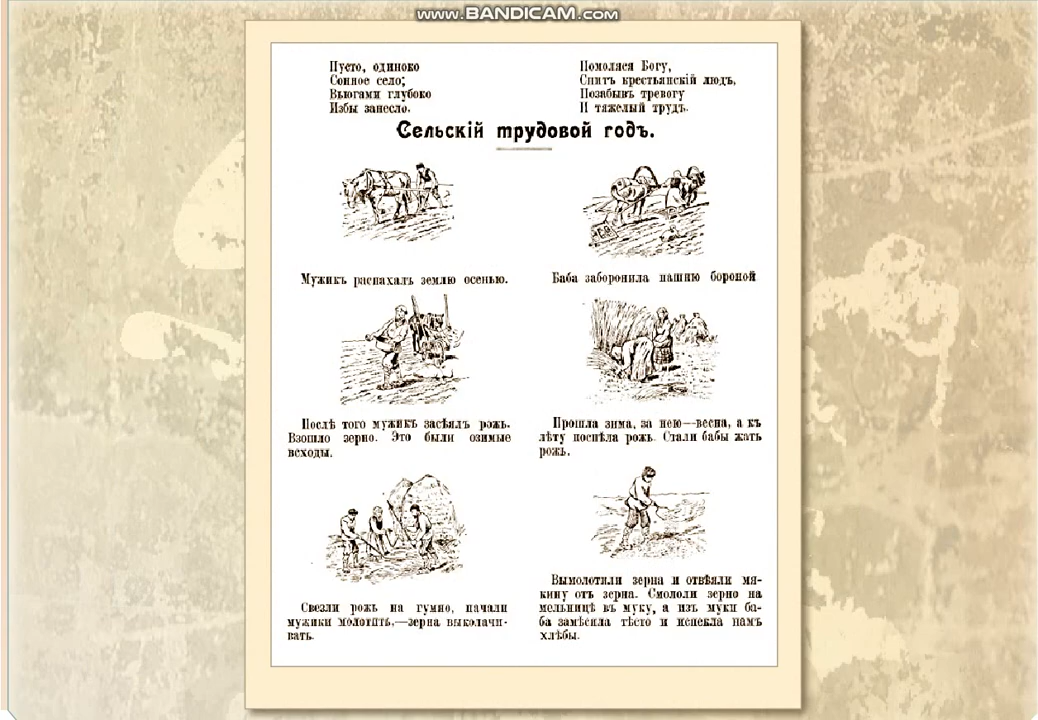 www.BANDICAM.com
Пусто, одиноко
Сонное село;
Вьюгами глубоко
Избы занесло.
Помоляся Богу,
Спитъ крестьянскій людъ,
Позабывъ тревогу
И тяжелый трудъ.
Сельскій трудовой годъ.
Мужикъ распахалъ землю осенью.
Баба заборонила пашню бороной
Послѣ того мужикъ засѣялъ рожь.
Взошло зерно. Это были озимые
всходы.
Прошла зима, за нею—весна, а къ
лѣту поспѣла рожь. Стали бабы жать
рожь.
Свезли рожь на гумно, начали
мужики молотить,—зерна выколачи-
вать.
Вымолотили зерна и отвѣяли мя-
кину отъ зерна. Смололи зерно на
мельницѣ въ муку, а изъ муки ба-
ба замѣсила тѣсто и испекла намъ
хлѣбы.